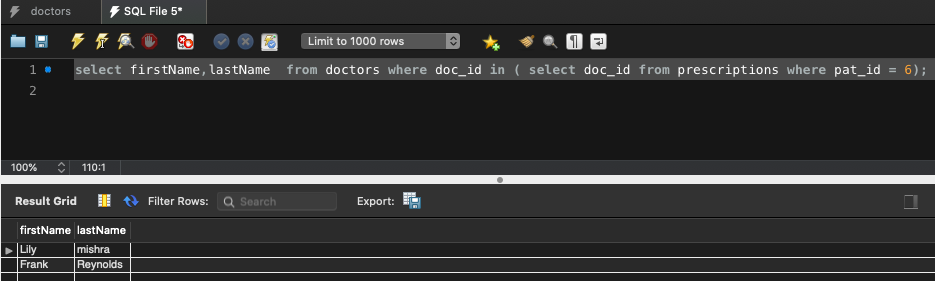 doctors SQL File 5*
Limit to 1000 rows
1 select firstName,lastName  from doctors where doc_id in ( select doc_id from prescriptions where pat_id = 6);
2
100% 110:1
Result Grid Filter Rows: Search Export:
firstName lastName
Lily mishra
Frank Reynolds